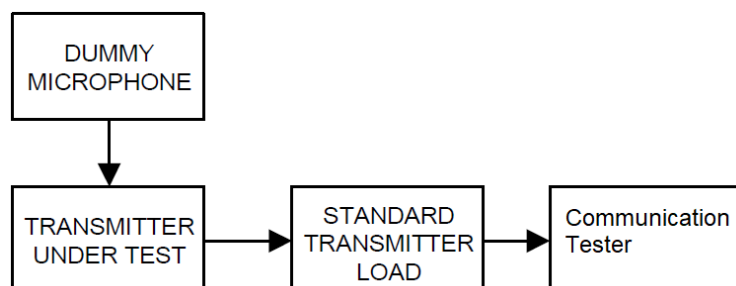 DUMMY
MICROPHONE
TRANSMITTER
UNDER TEST
STANDARD
TRANSMITTER
LOAD
Communication
Tester